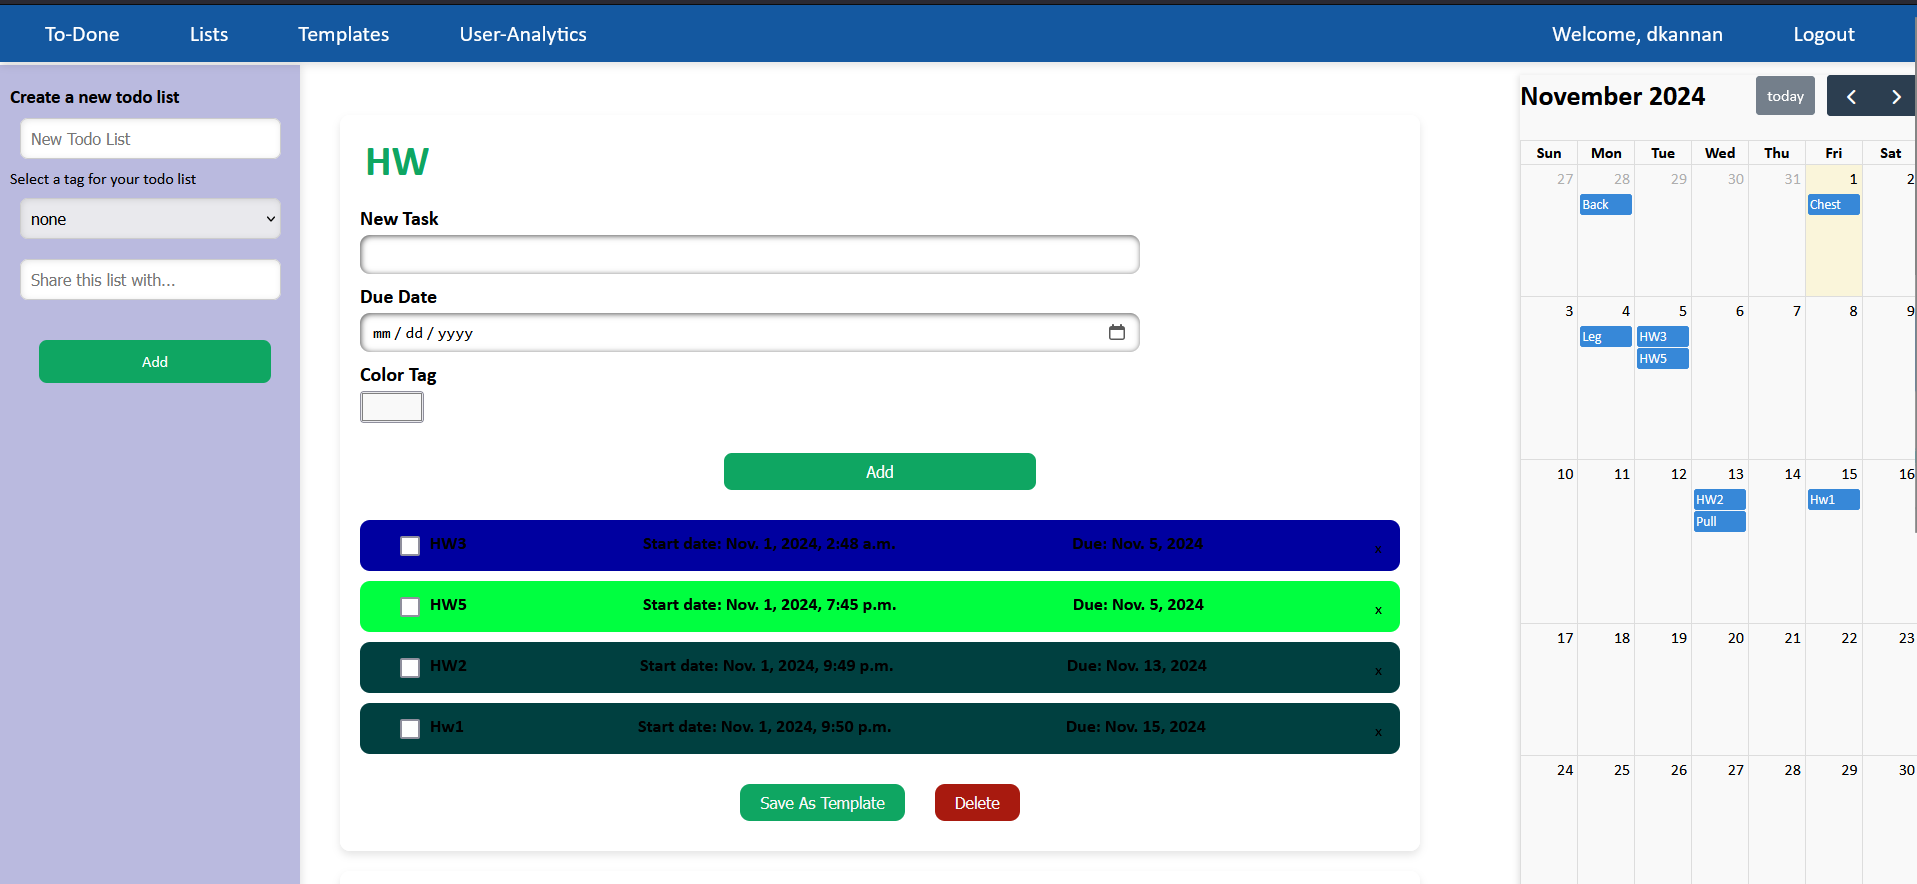 To-Done Lists Templates User-Analytics Welcome, dkannan Logout
Create a new todo list
New Todo List
Select a tag for your todo list
none
Share this list with...
Add
HW
New Task
Due Date
mm / dd / yyyy
Color Tag
Add
HW3 Start date: Nov. 1, 2024, 2:48 a.m. Due: Nov. 5, 2024 x
HW5 Start date: Nov. 1, 2024, 7:45 p.m. Due: Nov. 5, 2024 x
HW2 Start date: Nov. 1, 2024, 9:49 p.m. Due: Nov. 13, 2024 x
Hw1 Start date: Nov. 1, 2024, 9:50 p.m. Due: Nov. 15, 2024 x
Save As Template Delete
November 2024 today
Sun Mon Tue Wed Thu Fri Sat
27 28 29 30 31 1 2
Back Chest
3 4 5 6 7 8 9
Leg HW3
HW5
10 11 12 13 14 15 16
HW2 Hw1
Pull
17 18 19 20 21 22 23
24 25 26 27 28 29 30